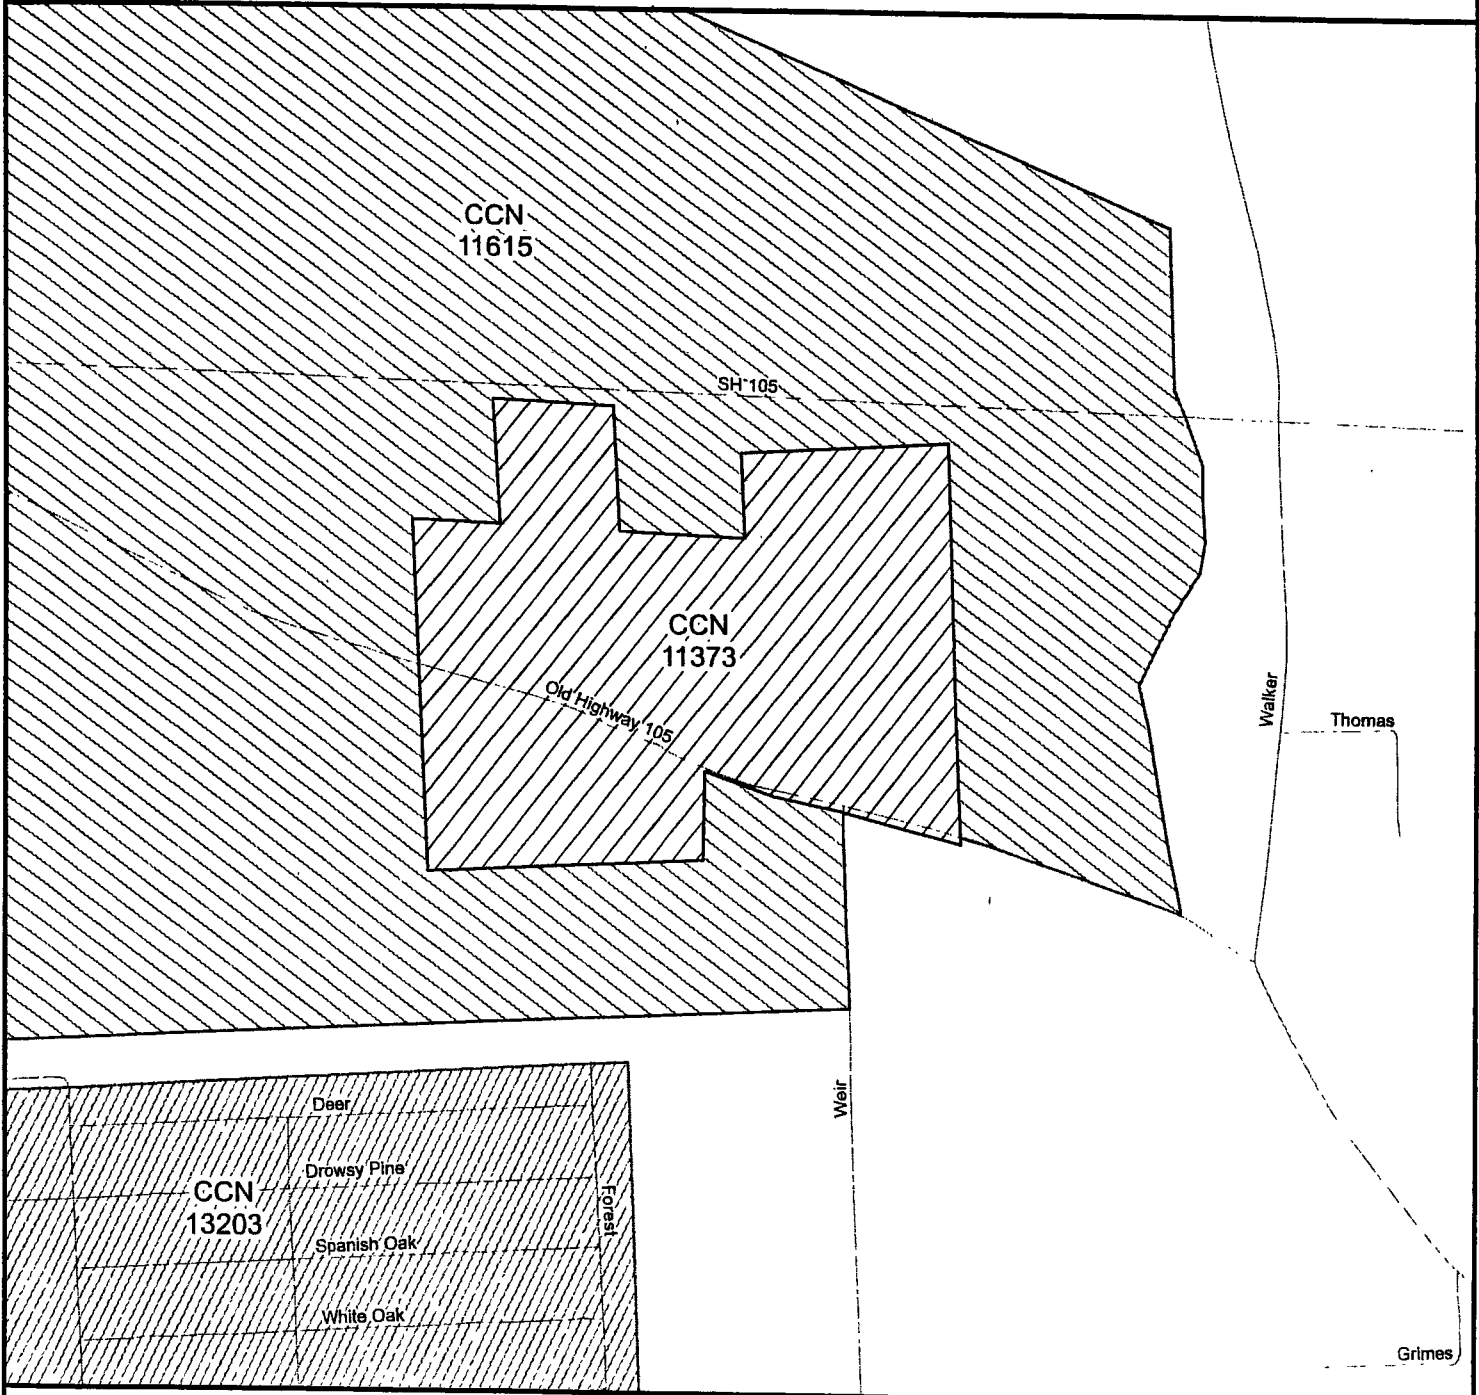 CCN
11615
SH 105
CCN
11373
Old Highway 105
Walker
Thomas
Weir
Deer
Drowsy Pine
CCN
13203
Forest
Spanish Oak
White Oak
Grimes